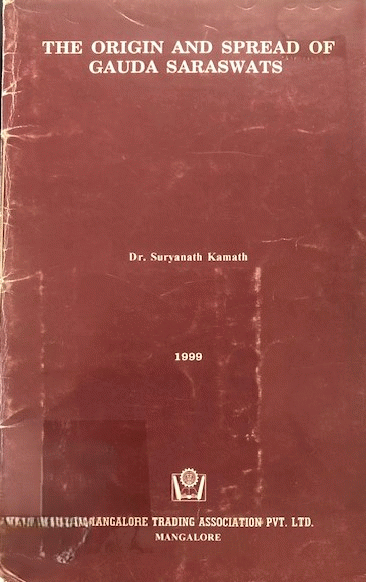 THE ORIGIN AND SPREAD OF
GAUDA SARASWATS
Dr. Suryanath Kamath
1999
MANGALORE TRADING ASSOCIATION PVT. LTD.
MANGALORE